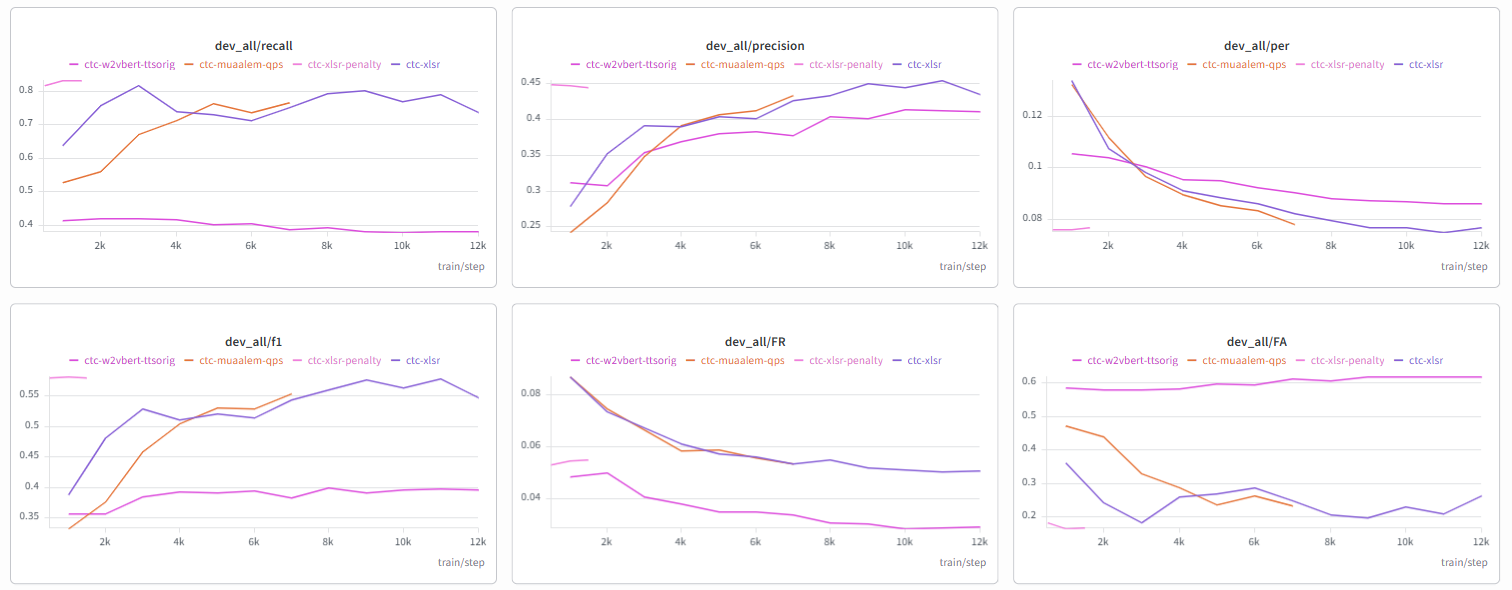 dev_all/recall
ctc-w2vbert-ttsorig ctc-muaalem-qps ctc-xlsr-penalty ctc-xlsr
0.8
0.7
0.6
0.5
0.4
2k 4k 6k 8k 10k 12k
train/step
dev_all/precision
ctc-w2vbert-ttsorig ctc-muaalem-qps ctc-xlsr-penalty ctc-xlsr
0.45
0.4
0.35
0.3
0.25
2k 4k 6k 8k 10k 12k
train/step
dev_all/per
ctc-w2vbert-ttsorig ctc-muaalem-qps ctc-xlsr-penalty ctc-xlsr
0.12
0.1
0.08
2k 4k 6k 8k 10k 12k
train/step
dev_all/f1
ctc-w2vbert-ttsorig ctc-muaalem-qps ctc-xlsr-penalty ctc-xlsr
0.55
0.5
0.45
0.4
0.35
2k 4k 6k 8k 10k 12k
train/step
dev_all/FR
ctc-w2vbert-ttsorig ctc-muaalem-qps ctc-xlsr-penalty ctc-xlsr
0.08
0.06
0.04
2k 4k 6k 8k 10k 12k
train/step
dev_all/FA
ctc-w2vbert-ttsorig ctc-muaalem-qps ctc-xlsr-penalty ctc-xlsr
0.6
0.5
0.4
0.3
0.2
2k 4k 6k 8k 10k 12k
train/step